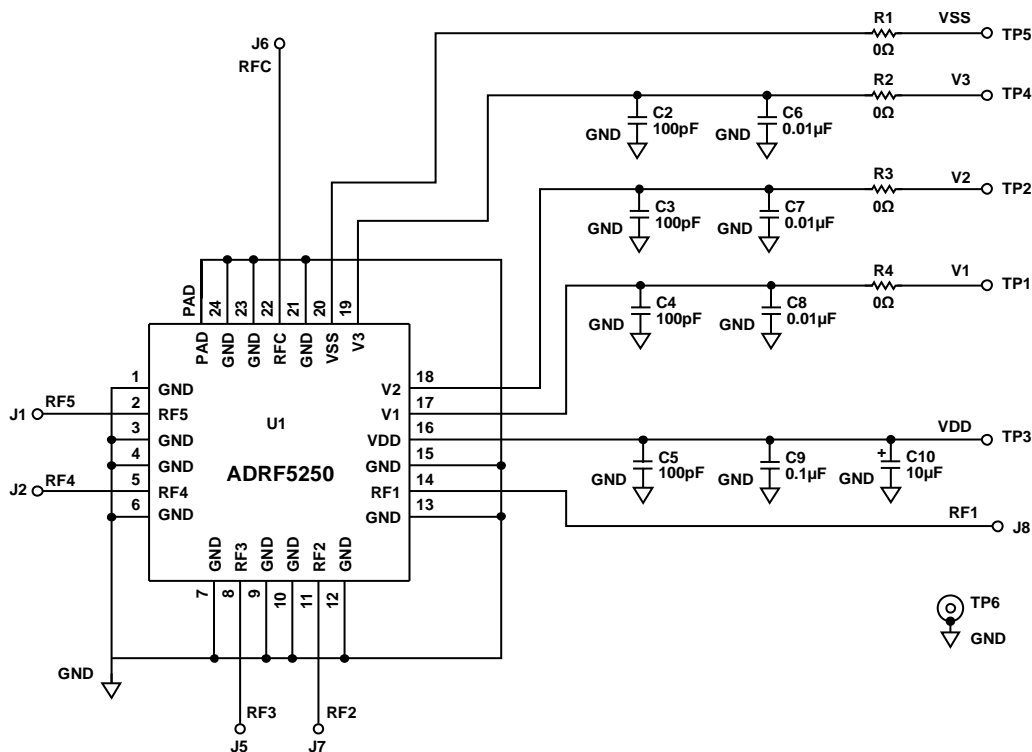 R1 VSS
TP5
0Ω
J6
RFC
R2 V3
TP4
C2
100pF
GND
C6
0.01µF
GND
0Ω
R3 V2
TP2
C3
100pF
GND
C7
0.01µF
GND
0Ω
R4 V1
TP1
C4
100pF
GND
C8
0.01µF
GND
0Ω
PAD 24 23 22 21 20 19
PAD GND GND RFC GND VSS V3
1 GND
J1 RF5 2 RF5
3 GND
4 GND
J2 RF4 5 RF4
6 GND
U1
ADRF5250
V2 18
V1 17
VDD 16
GND 15
RF1 14
GND 13
VDD
TP3
C5
100pF
GND
C9
0.1µF
GND
+
C10
10µF
GND
RF1
J8
GND RF3 GND GND RF2 GND
7 8 9 10 11 12
TP6
GND
GND
RF3 RF2
J5 J7